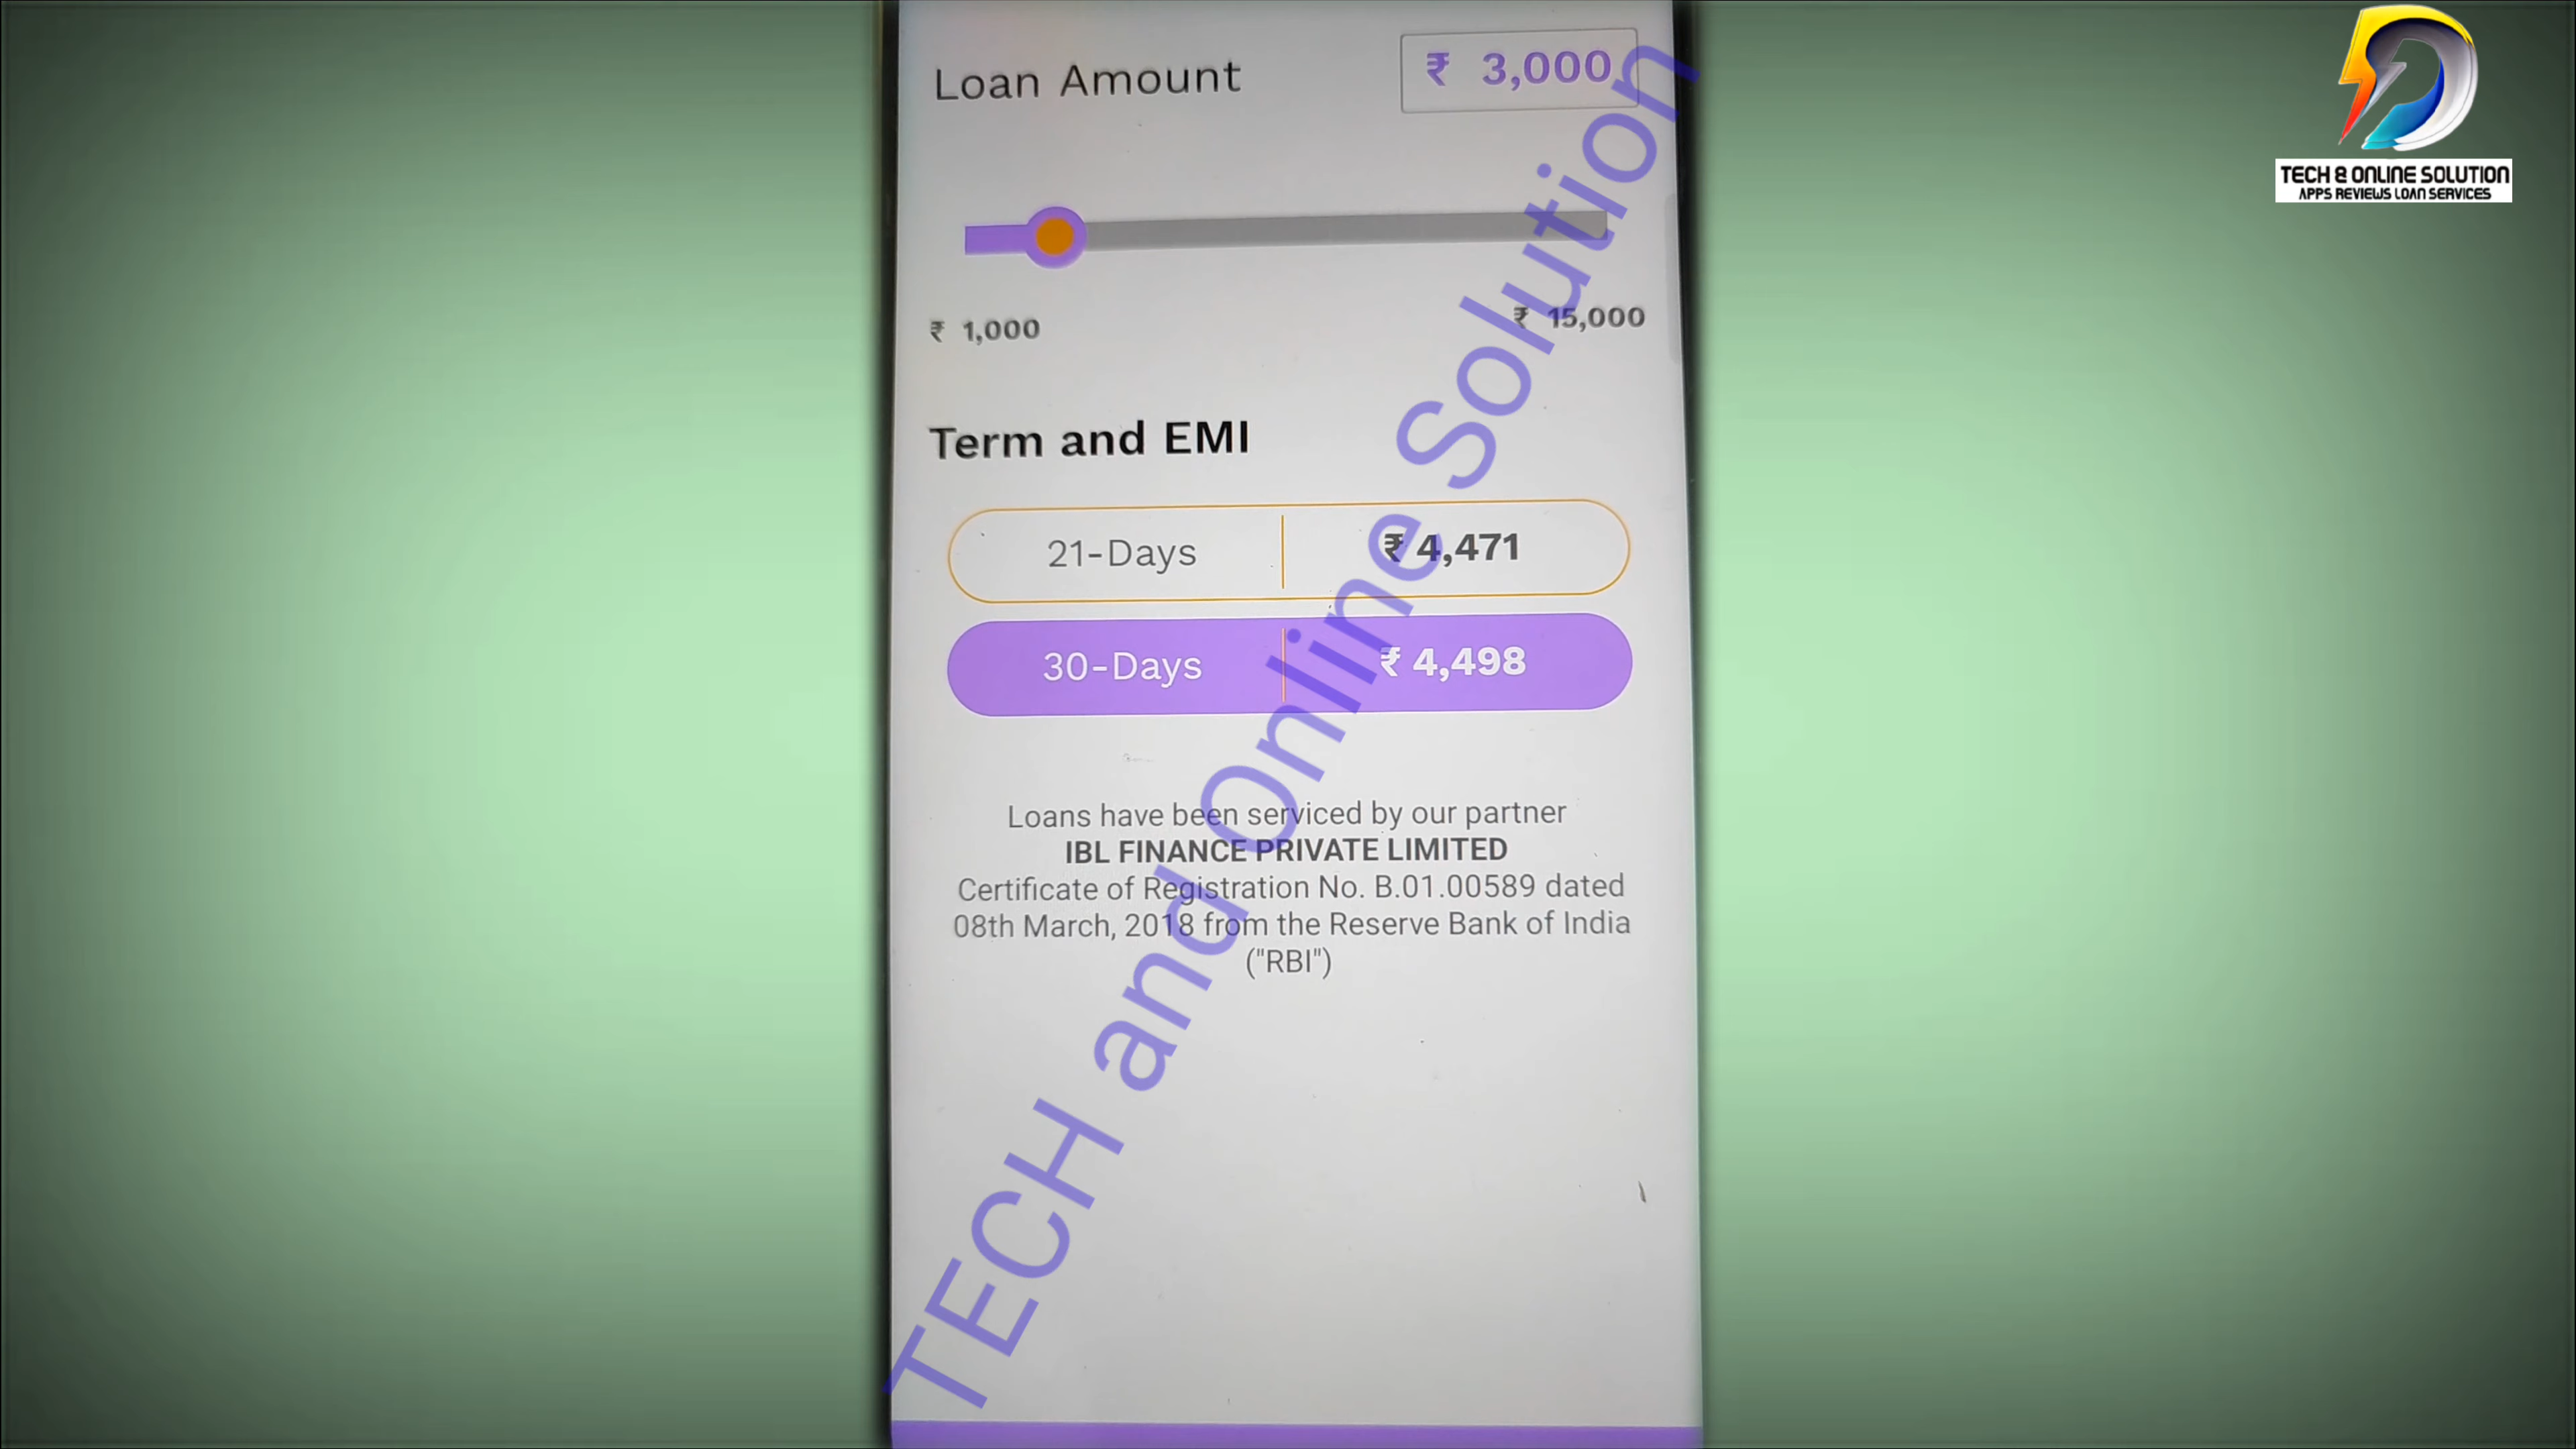 Loan Amount
₹ 3,000
₹ 1,000
₹ 15,000
Term and EMI
21-Days
₹ 4,471
30-Days
₹ 4,498
Loans have been serviced by our partner
IBL FINANCE PRIVATE LIMITED
Certificate of Registration No. B.01.00589 dated
08th March, 2018 from the Reserve Bank of India
("RBI")
TECH and Online Solution
TECH & ONLINE SOLUTION
APPS REVIEWS LOAN SERVICES